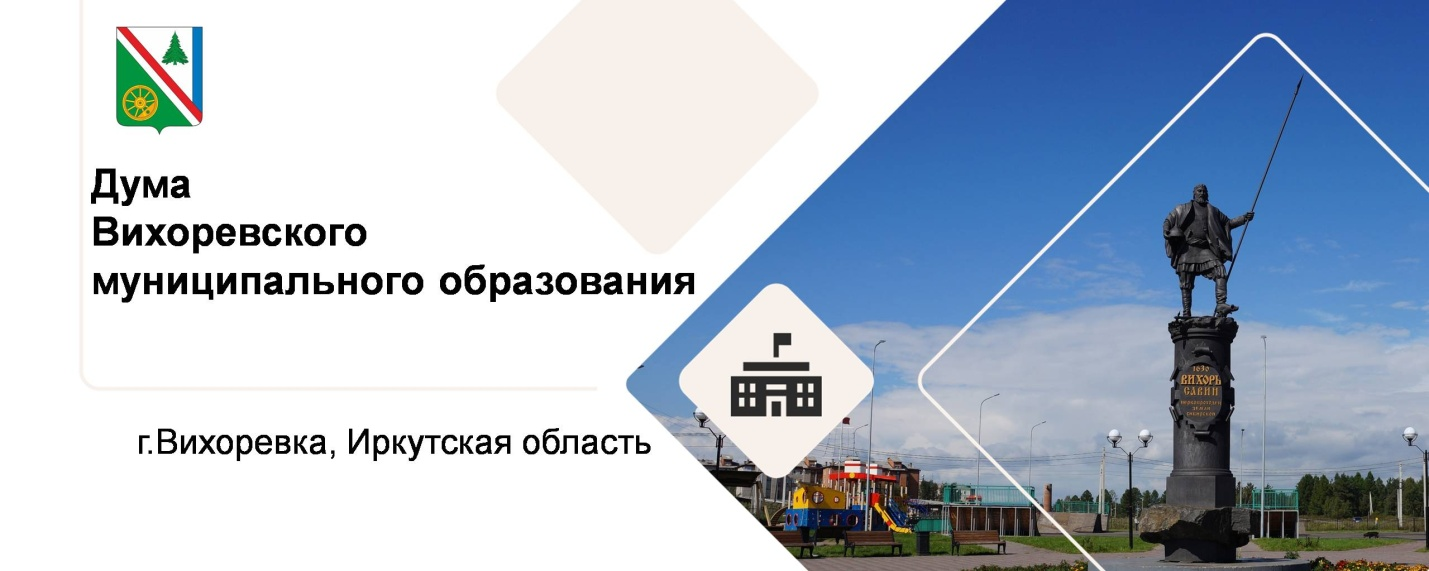 Дума
Вихоревского
муниципального образования
г.Вихоревка, Иркутская область
1630
ВИХОРЬ
САВИН